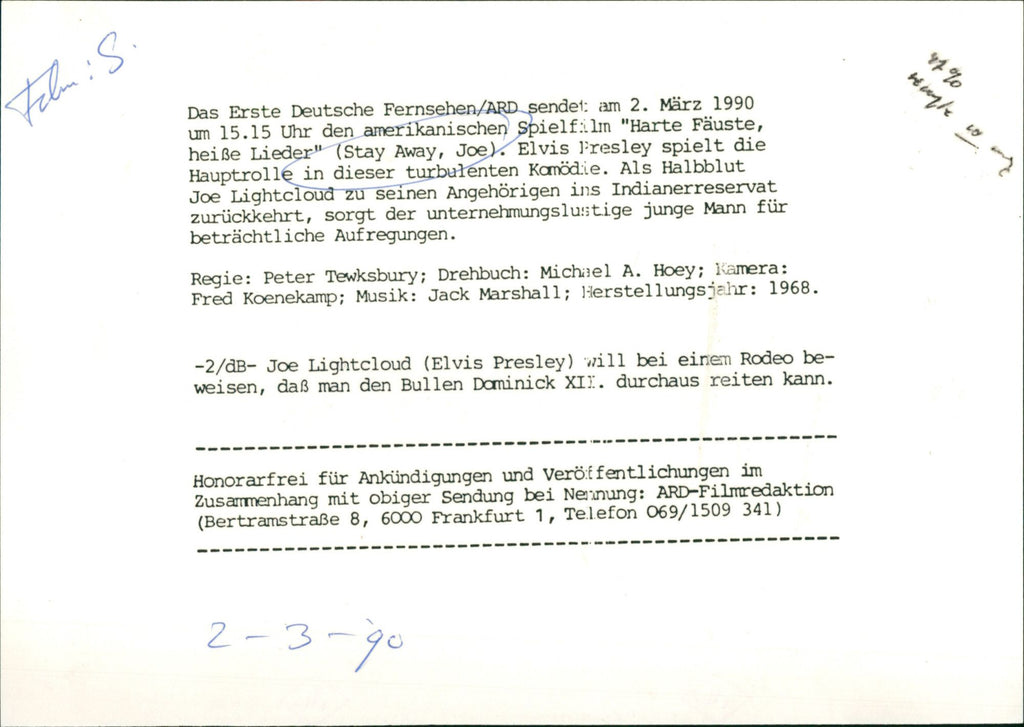 Film: S.
47%
Das Erste Deutsche Fernsehen/ARD sendet am 2. März 1990
um 15.15 Uhr den amerikanischen Spielfilm "Harte Fäuste,
heiße Lieder" (Stay Away, Joe). Elvis Presley spielt die
Hauptrolle in dieser turbulenten Komödie. Als Halbblut
Joe Lightcloud zu seinen Angehörigen ins Indianerreservat
zurückkehrt, sorgt der unternehmungslustige junge Mann für
beträchtliche Aufregungen.
Regie: Peter Tewksbury; Drehbuch: Michael A. Hoey; Kamera:
Fred Koenekamp; Musik: Jack Marshall; Herstellungsjahr: 1968.
-2/dB- Joe Lightcloud (Elvis Presley) will bei einem Rodeo be-
weisen, daß man den Bullen Dominick XII. durchaus reiten kann.
Honorarfrei für Ankündigungen und Veröffentlichungen im
Zusammenhang mit obiger Sendung bei Nennung: ARD-Filmredaktion
(Bertramstraße 8, 6000 Frankfurt 1, Telefon 069/1509 341)
2-3-90